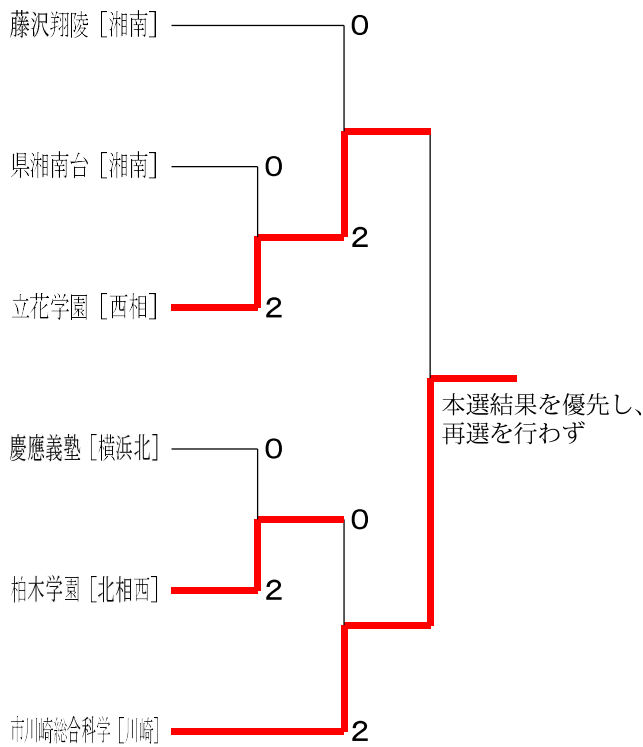 藤沢翔陵［湘南］
0
県湘南台［湘南］
0
2
立花学園［西相］
2
本選結果を優先し、
再選を行わず
慶應義塾［横浜北］
0
0
柏木学園［北相西］
2
市川崎総合科学［川崎］
2